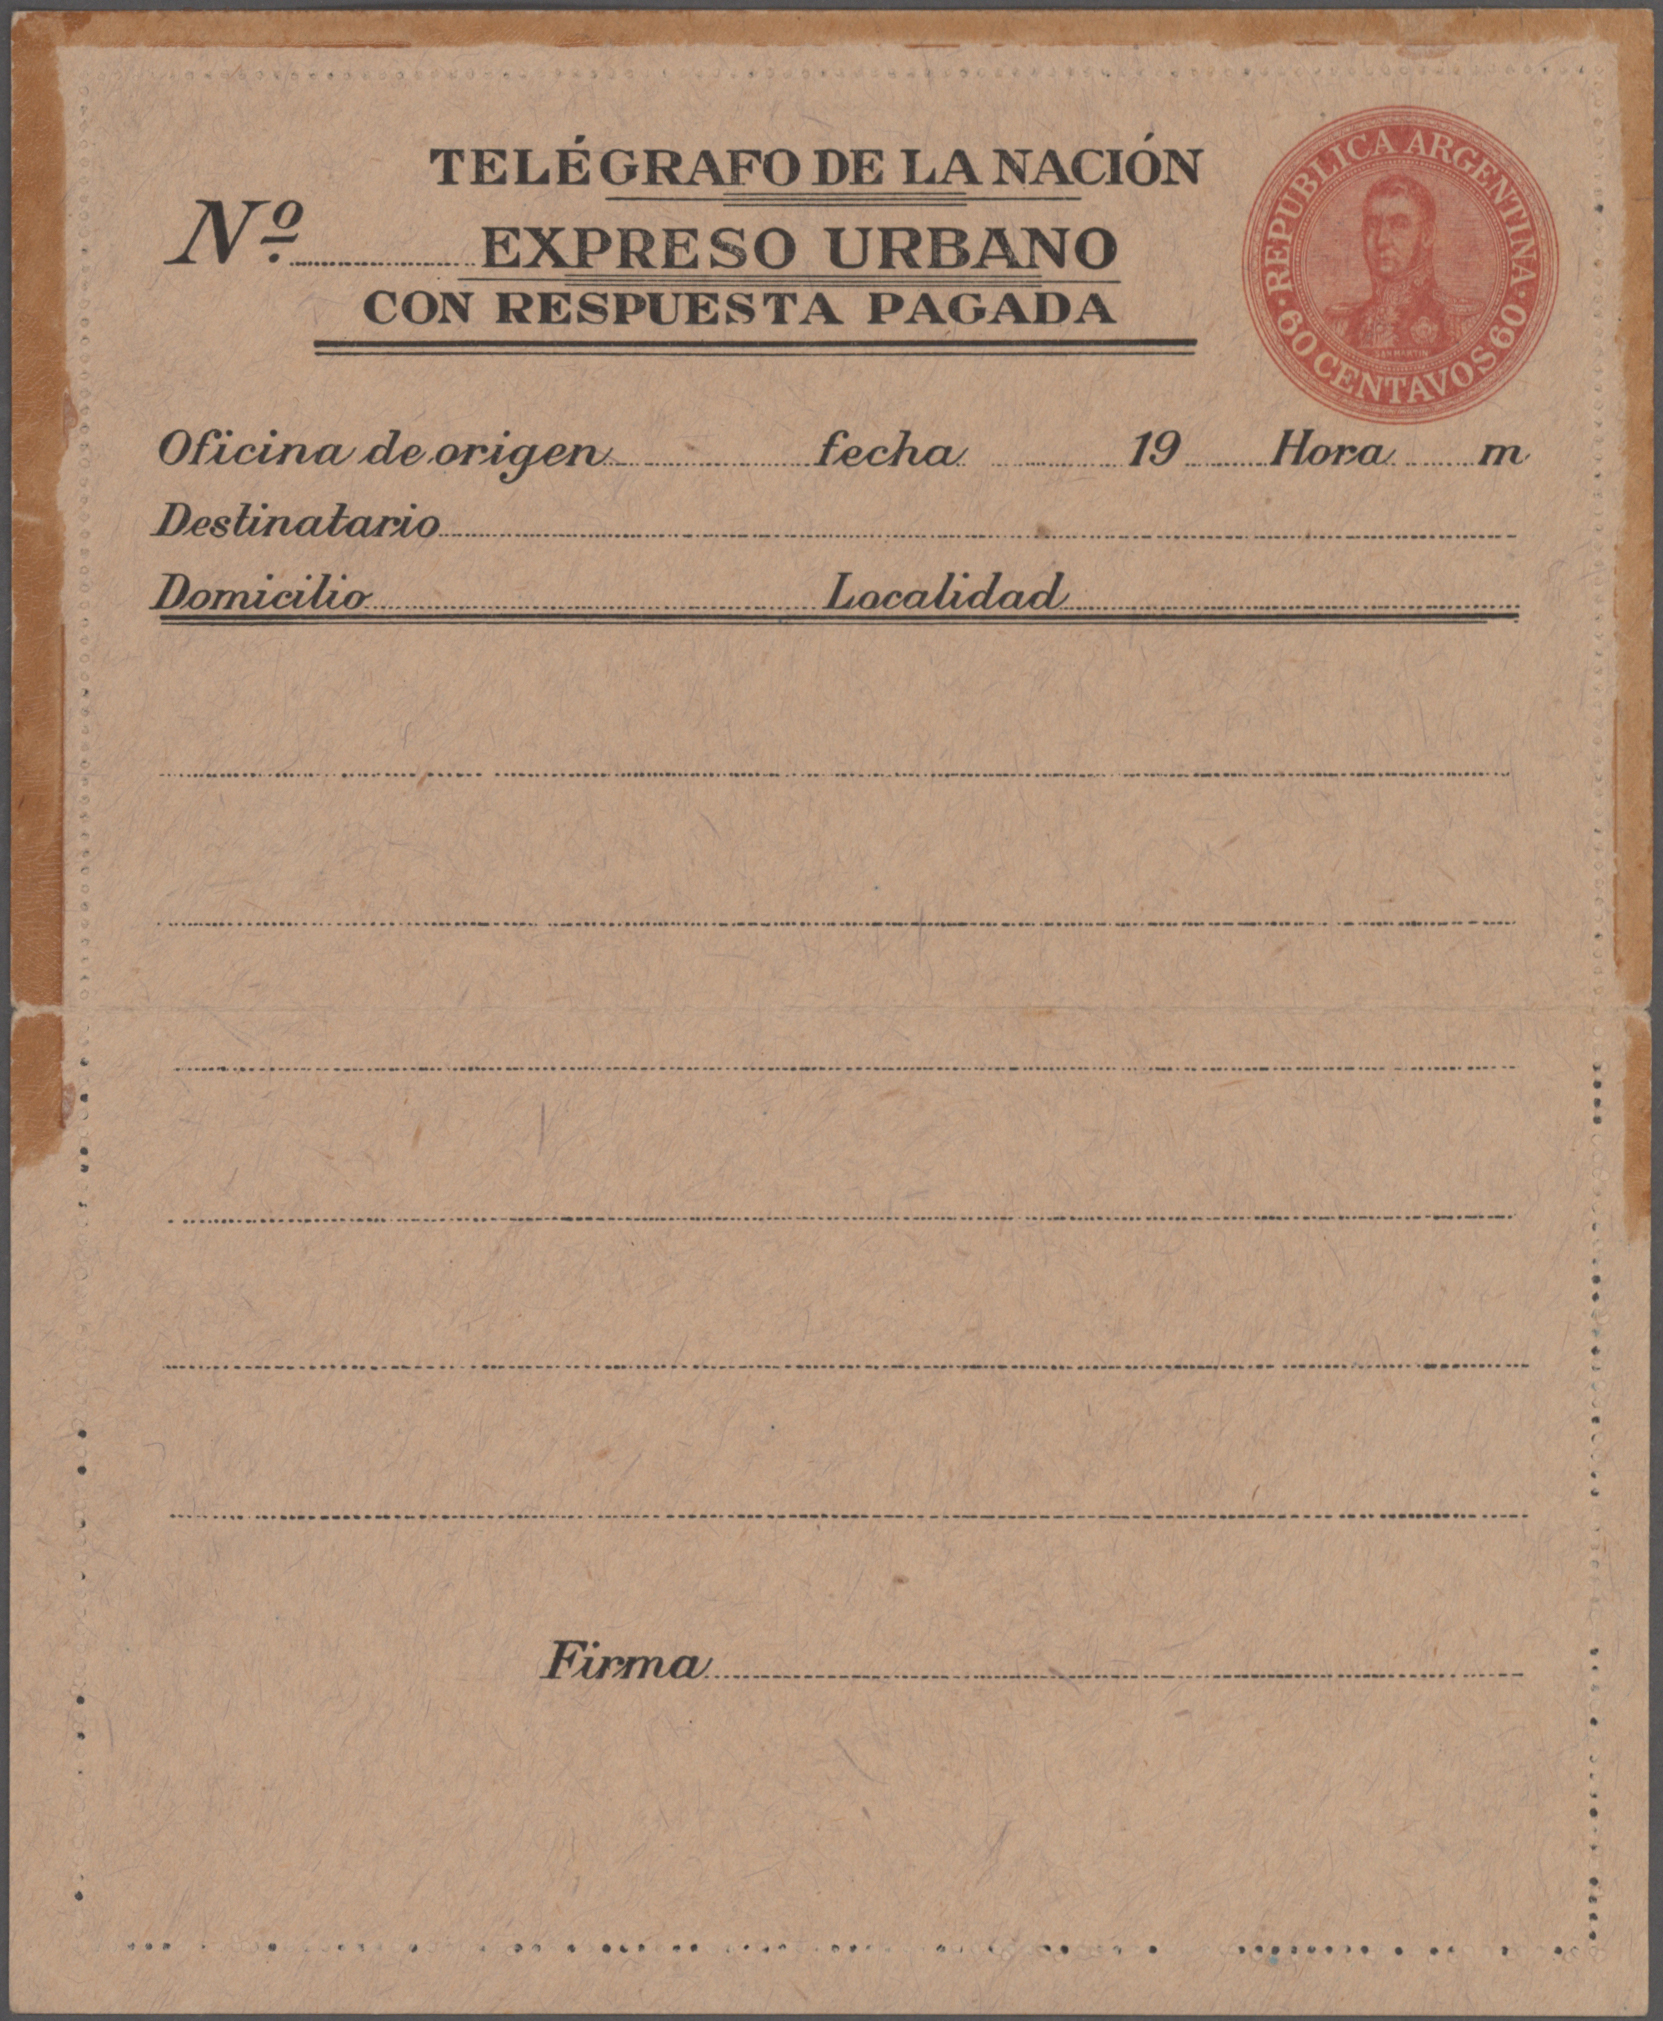 TELÉGRAFO DE LA NACIÓN
Nº. EXPRESO URBANO
CON RESPUESTA PAGADA
REPUBLICA ARGENTINA
SAN MARTIN
60 CENTAVOS 60
Oficina de origen fecha 19 Hora m
Destinatario
Domicilio Localidad
Firma